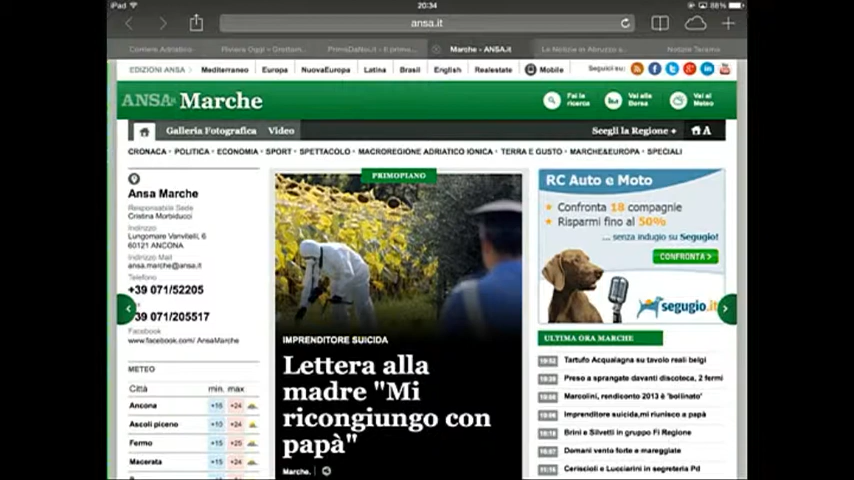 iPad
20:34
88%
ansa.it
Corriere Adriatico
Riviera Oggi – Grottam...
PrimoDaNoi.it - Il primo...
Marche - ANSA.it
Le Notizie in Abruzzo e...
Notizie Teramo
EDIZIONI ANSA
Mediterraneo
Europa
NuovaEuropa
Latina
Brasil
English
Realestate
Mobile
Seguici su:
ANSA.it Marche
Fai la ricerca
Vai alla Borsa
Vai al Meteo
Galleria Fotografica
Video
Scegli la Regione +
A
CRONACA • POLITICA • ECONOMIA • SPORT • SPETTACOLO • MACROREGIONE ADRIATICO IONICA • TERRA E GUSTO • MARCHE&EUROPA • SPECIALI
Ansa Marche
Responsabile Sede
Cristina Morbiducci
Indirizzo
Lungomare Vanvitelli, 6
60121 ANCONA
Indirizzo Mail
ansa.marche@ansa.it
Telefono
+39 071/52205
+39 071/205517
Facebook
www.facebook.com/AnsaMarche
METEO
Città min. max.
Ancona +15 +24
Ascoli piceno +10 +24
Fermo +15 +25
Macerata +15 +24
PRIMOPIANO
IMPRENDITORE SUICIDA
Lettera alla
madre "Mi
ricongiungo con
papà"
Marche.
RC Auto e Moto
Confronta 18 compagnie
Risparmi fino al 50%
... senza indugio su Segugio!
CONFRONTA >
segugio.it
ULTIMA ORA MARCHE
Tartufo Acqualagna su tavolo reali belgi
Preso a sprangate davanti discoteca, 2 fermi
Marcolini, rendiconto 2013 è 'bollinato'
Imprenditore suicida,mi riunisco a papà
Brini e Silvetti in gruppo FI Regione
Domani vento forte e mareggiate
Ceriscioli e Lucciarini in segreteria Pd